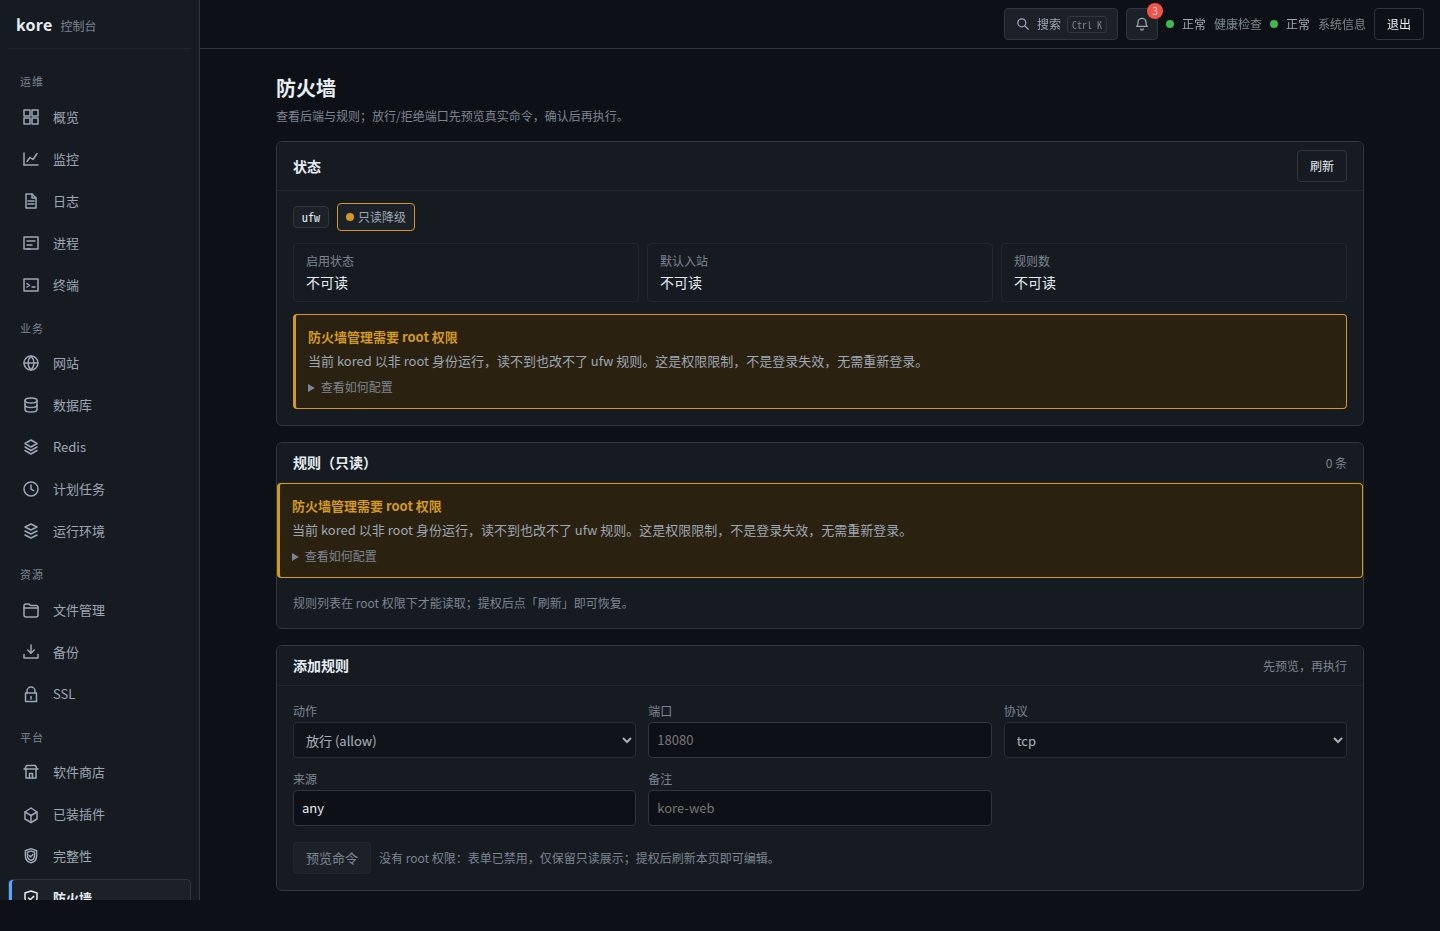 kore 控制台
搜索 Ctrl K
3
正常 健康检查
正常 系统信息
退出
运维
概览
监控
日志
进程
终端
业务
网站
数据库
Redis
计划任务
运行环境
资源
文件管理
备份
SSL
平台
软件商店
已装插件
完整性
防火墙
防火墙
查看后端与规则；放行/拒绝端口先预览真实命令，确认后再执行。
状态
刷新
ufw
只读降级
启用状态
不可读
默认入站
不可读
规则数
不可读
防火墙管理需要 root 权限
当前 kored 以非 root 身份运行，读不到也改不了 ufw 规则。这是权限限制，不是登录失效，无需重新登录。
查看如何配置
规则（只读）
0 条
防火墙管理需要 root 权限
当前 kored 以非 root 身份运行，读不到也改不了 ufw 规则。这是权限限制，不是登录失效，无需重新登录。
查看如何配置
规则列表在 root 权限下才能读取；提权后点「刷新」即可恢复。
添加规则
先预览，再执行
动作
放行 (allow)
端口
18080
协议
tcp
来源
any
备注
kore-web
预览命令
没有 root 权限：表单已禁用，仅保留只读展示；提权后刷新本页即可编辑。